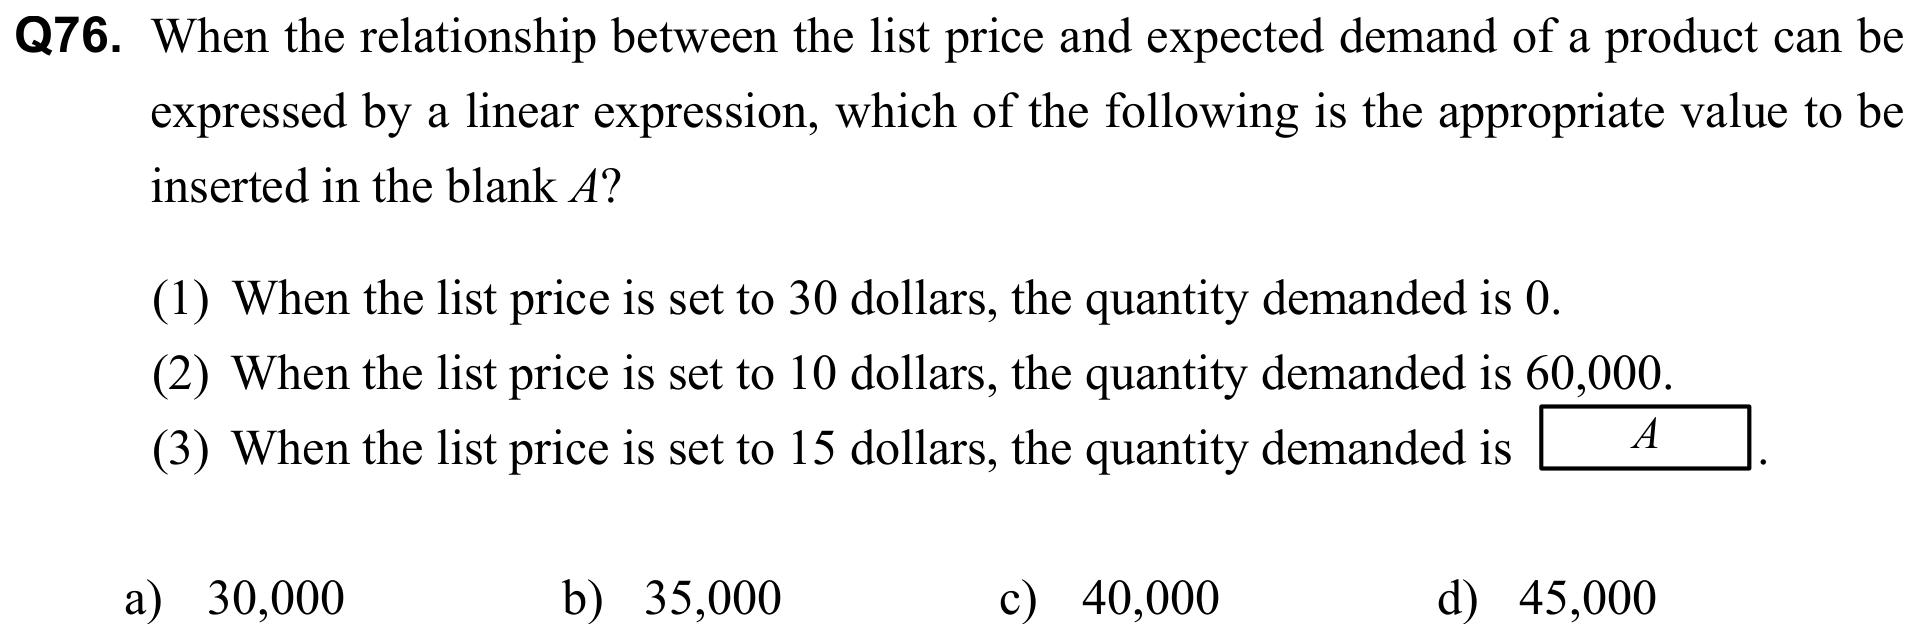 Q76. When the relationship between the list price and expected demand of a product can be
expressed by a linear expression, which of the following is the appropriate value to be
inserted in the blank A?
(1) When the list price is set to 30 dollars, the quantity demanded is 0.
(2) When the list price is set to 10 dollars, the quantity demanded is 60,000.
(3) When the list price is set to 15 dollars, the quantity demanded is A.
a) 30,000 b) 35,000 c) 40,000 d) 45,000